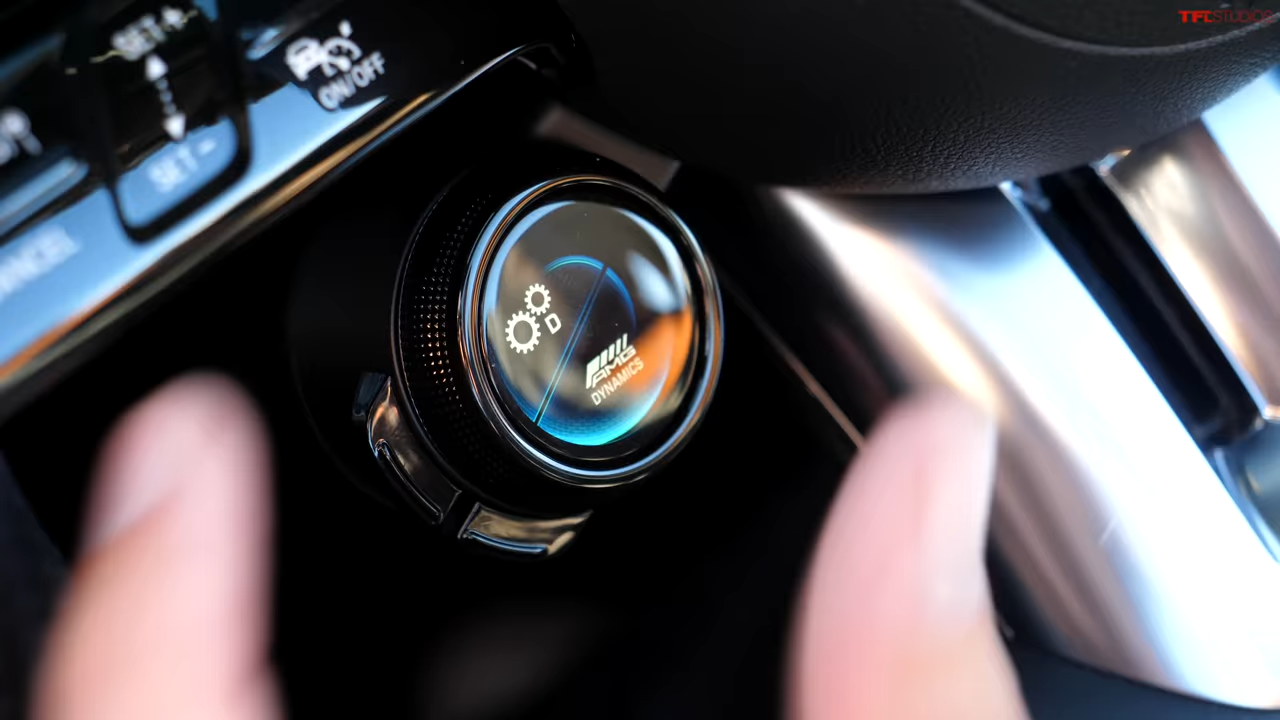 SET +
ON/OFF
SET -
CANCEL
D
AMG
DYNAMICS
TFLSTUDIOS